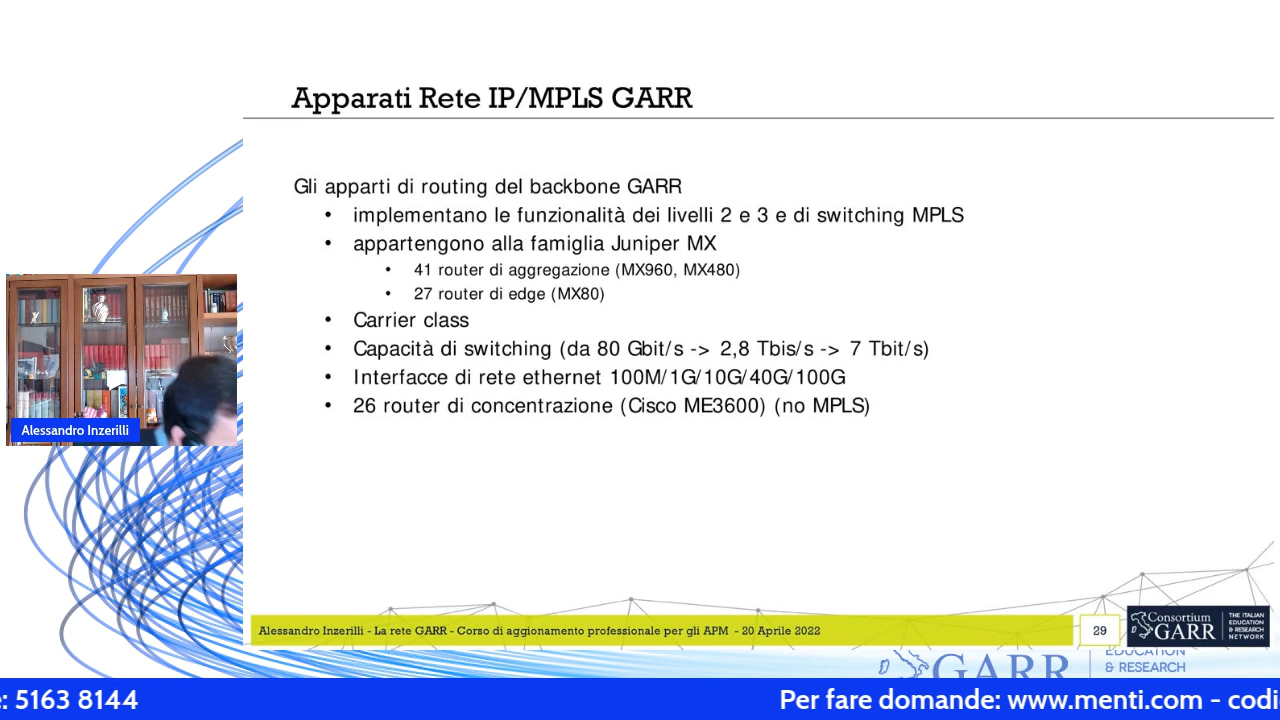 Apparati Rete IP/MPLS GARR
Gli apparti di routing del backbone GARR
• implementano le funzionalità dei livelli 2 e 3 e di switching MPLS
• appartengono alla famiglia Juniper MX
• 41 router di aggregazione (MX960, MX480)
• 27 router di edge (MX80)
• Carrier class
• Capacità di switching (da 80 Gbit/s -> 2,8 Tbis/s -> 7 Tbit/s)
• Interfacce di rete ethernet 100M/1G/10G/40G/100G
• 26 router di concentrazione (Cisco ME3600) (no MPLS)
Alessandro Inzerilli
Alessandro Inzerilli - La rete GARR - Corso di aggionamento professionale per gli APM - 20 Aprile 2022
29
Consortium
GARR
THE ITALIAN
EDUCATION
& RESEARCH
NETWORK
GARR
EDUCATION
& RESEARCH
e: 5163 8144
Per fare domande: www.menti.com - codi